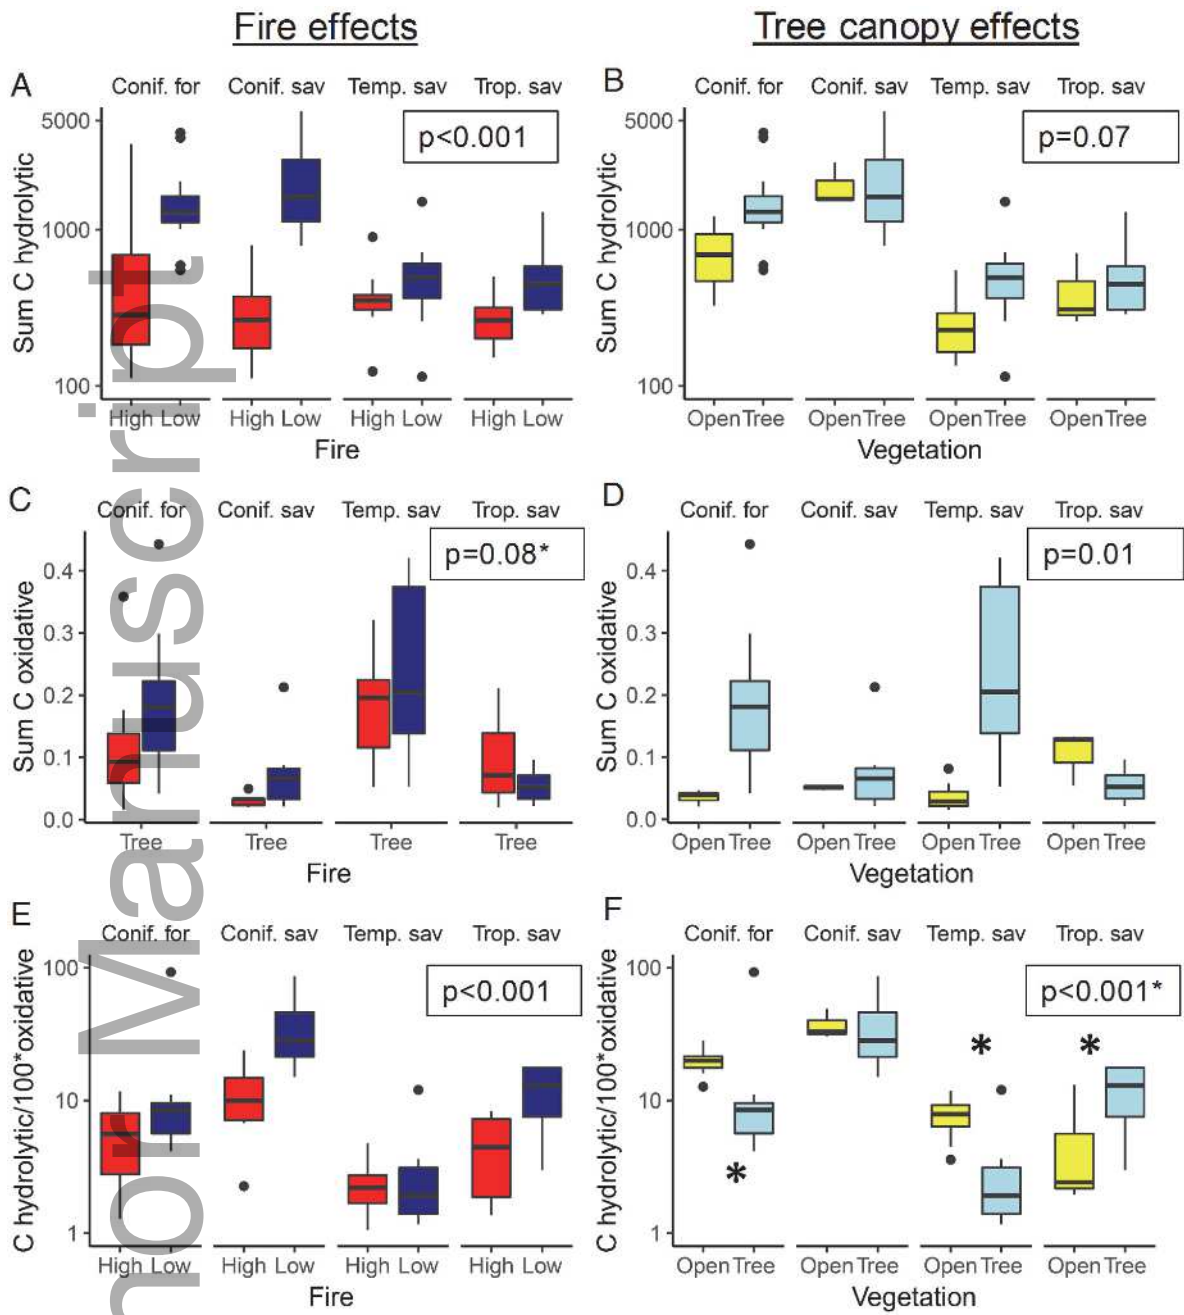 Fire effects
Tree canopy effects
A
Conif. for Conif. sav Temp. sav Trop. sav
p<0.001
Sum C hydrolytic
5000
1000
100
High Low High Low High Low High Low
Fire
B
Conif. for Conif. sav Temp. sav Trop. sav
p=0.07
Sum C hydrolytic
5000
1000
100
Open Tree Open Tree Open Tree Open Tree
Vegetation
C
Conif. for Conif. sav Temp. sav Trop. sav
p=0.08*
Sum C oxidative
0.4
0.3
0.2
0.1
0.0
Tree Tree Tree Tree
Fire
D
Conif. for Conif. sav Temp. sav Trop. sav
p=0.01
Sum C oxidative
0.4
0.3
0.2
0.1
0.0
Open Tree Open Tree Open Tree Open Tree
Vegetation
E
Conif. for Conif. sav Temp. sav Trop. sav
p<0.001
C hydrolytic/100*oxidative
100
10
1
High Low High Low High Low High Low
Fire
F
Conif. for Conif. sav Temp. sav Trop. sav
p<0.001*
C hydrolytic/100*oxidative
100
10
1
* * *
Open Tree Open Tree Open Tree Open Tree
Vegetation
Manuscript